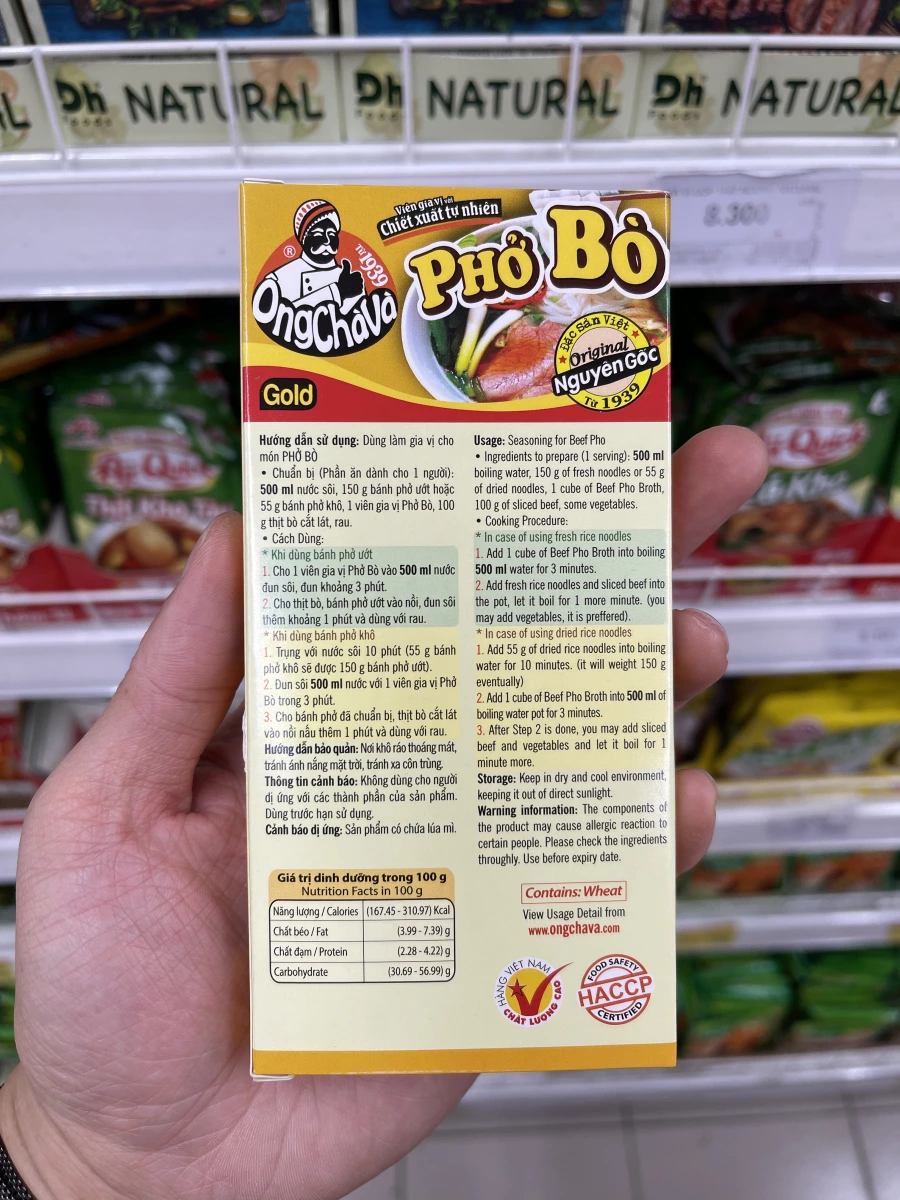 Dh NATURAL
Dh NATURAL
Dh NATURAL
Foods
8.300
Viên gia vị với
Chiết xuất tự nhiên
Phở Bò
Từ 1939
®
ÔngChàVà
Đặc Sản Việt
Original
Nguyên Gốc
Từ 1939
Gold
Hướng dẫn sử dụng: Dùng làm gia vị cho
món PHỞ BÒ
• Chuẩn bị (Phần ăn dành cho 1 người):
500 ml nước sôi, 150 g bánh phở ướt hoặc
55 g bánh phở khô, 1 viên gia vị Phở Bò, 100
g thịt bò cắt lát, rau.
• Cách Dùng:
* Khi dùng bánh phở ướt
1. Cho 1 viên gia vị Phở Bò vào 500 ml nước
đun sôi, đun khoảng 3 phút.
2. Cho thịt bò, bánh phở ướt vào nồi, đun sôi
thêm khoảng 1 phút và dùng với rau.
* Khi dùng bánh phở khô
1. Trụng với nước sôi 10 phút (55 g bánh
phở khô sẽ được 150 g bánh phở ướt).
2. Đun sôi 500 ml nước với 1 viên gia vị Phở
Bò trong 3 phút.
3. Cho bánh phở đã chuẩn bị, thịt bò cắt lát
vào nồi nấu thêm 1 phút và dùng với rau.
Hướng dẫn bảo quản: Nơi khô ráo thoáng mát,
tránh ánh nắng mặt trời, tránh xa côn trùng.
Thông tin cảnh báo: Không dùng cho người
dị ứng với các thành phần của sản phẩm.
Dùng trước hạn sử dụng.
Cảnh báo dị ứng: Sản phẩm có chứa lúa mì.
Giá trị dinh dưỡng trong 100 g
Nutrition Facts in 100 g
Năng lượng / Calories (167.45 - 310.97) Kcal
Chất béo / Fat (3.99 - 7.39) g
Chất đạm / Protein (2.28 - 4.22) g
Carbohydrate (30.69 - 56.99) g
Usage: Seasoning for Beef Pho
• Ingredients to prepare (1 serving): 500 ml
boiling water, 150 g of fresh noodles or 55 g
of dried noodles, 1 cube of Beef Pho Broth,
100 g of sliced beef, some vegetables.
• Cooking Procedure:
* In case of using fresh rice noodles
1. Add 1 cube of Beef Pho Broth into boiling
500 ml water for 3 minutes.
2. Add fresh rice noodles and sliced beef into
the pot, let it boil for 1 more minute. (you
may add vegetables, it is preffered).
* In case of using dried rice noodles
1. Add 55 g of dried rice noodles into boiling
water for 10 minutes. (it will weight 150 g
eventually)
2. Add 1 cube of Beef Pho Broth into 500 ml of
boiling water pot for 3 minutes.
3. After Step 2 is done, you may add sliced
beef and vegetables and let it boil for 1
minute more.
Storage: Keep in dry and cool environment,
keeping it out of direct sunlight.
Warning information: The components of
the product may cause allergic reaction to
certain people. Please check the ingredients
throughly. Use before expiry date.
Contains: Wheat
View Usage Detail from
www.ongchava.com
HÀNG VIỆT NAM
CHẤT LƯỢNG CAO
FOOD SAFETY
HACCP
CERTIFIED